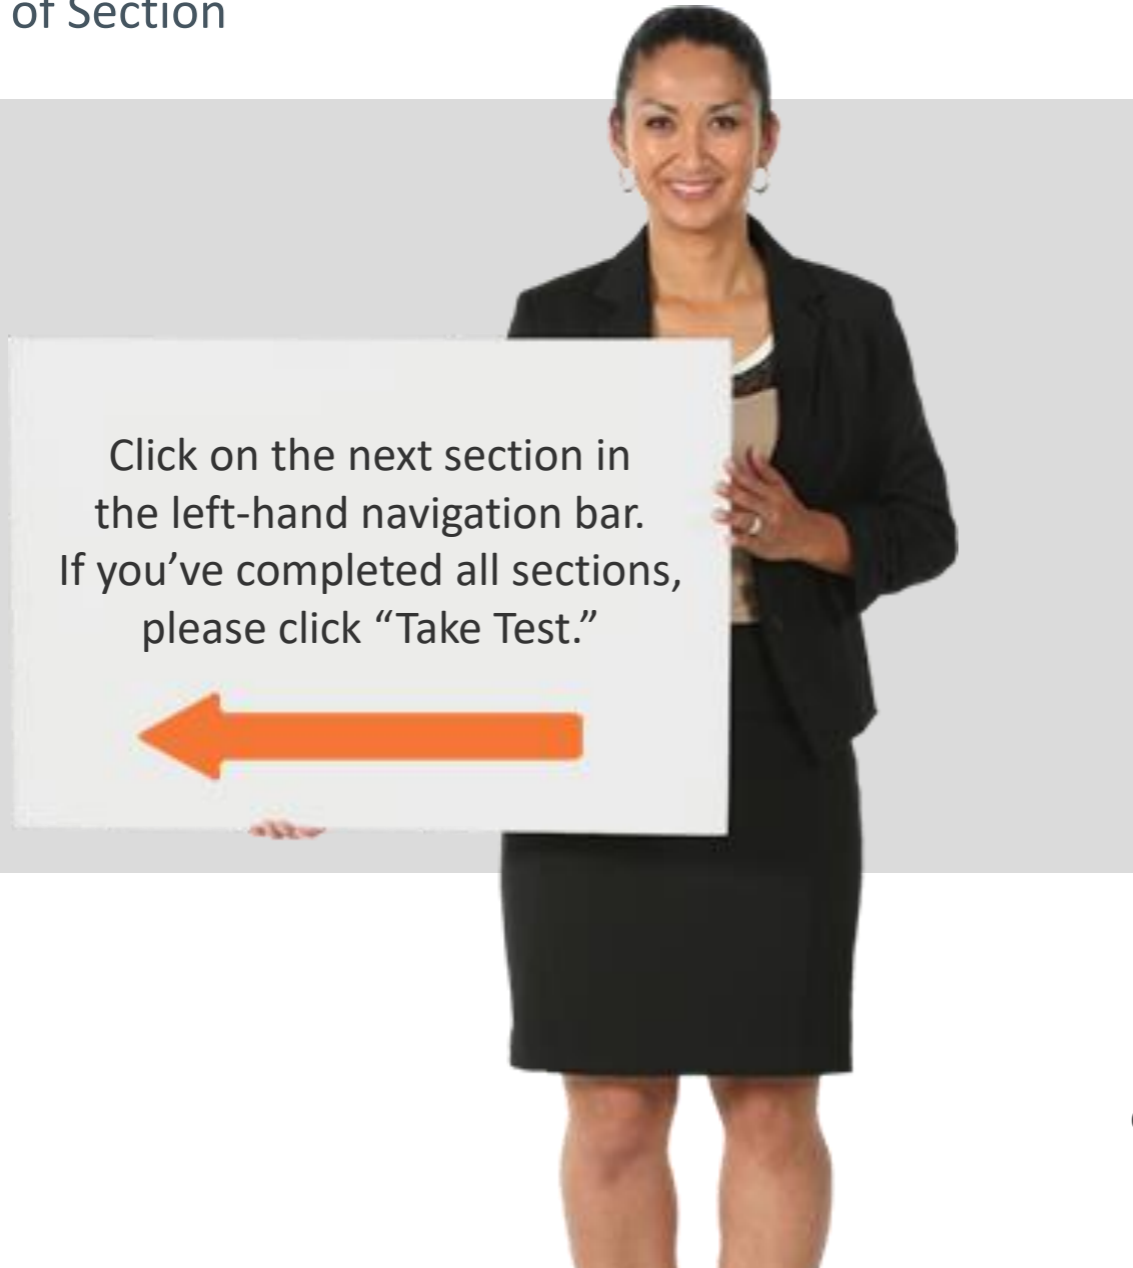 of Section
Click on the next section in
the left-hand navigation bar.
If you’ve completed all sections,
please click “Take Test.”